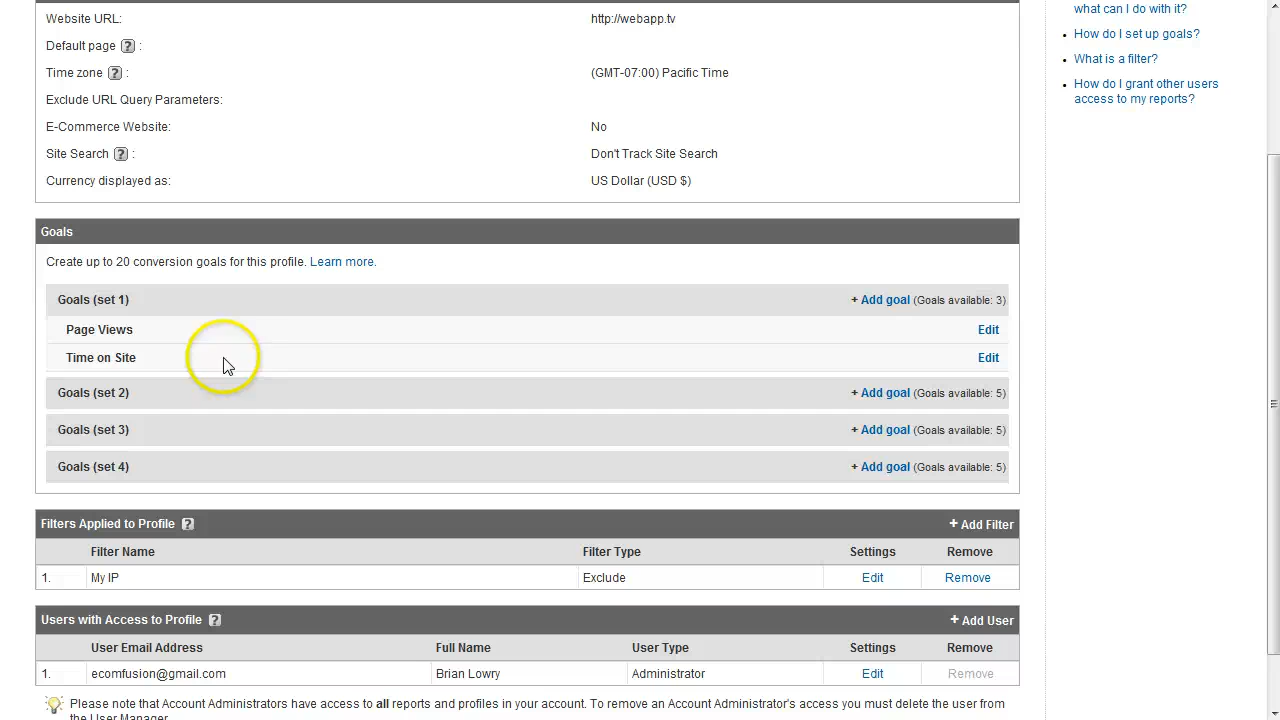 Website URL: http://webapp.tv
Default page ? :
Time zone ? : (GMT-07:00) Pacific Time
Exclude URL Query Parameters:
E-Commerce Website: No
Site Search ? : Don't Track Site Search
Currency displayed as: US Dollar (USD $)
Goals
Create up to 20 conversion goals for this profile. Learn more.
Goals (set 1) + Add goal (Goals available: 3)
Page Views Edit
Time on Site Edit
Goals (set 2) + Add goal (Goals available: 5)
Goals (set 3) + Add goal (Goals available: 5)
Goals (set 4) + Add goal (Goals available: 5)
Filters Applied to Profile ? + Add Filter
Filter Name Filter Type Settings Remove
1. My IP Exclude Edit Remove
Users with Access to Profile ? + Add User
User Email Address Full Name User Type Settings Remove
1. ecomfusion@gmail.com Brian Lowry Administrator Edit Remove
Please note that Account Administrators have access to all reports and profiles in your account. To remove an Account Administrator's access you must delete the user from
the User Manager
what can I do with it?
• How do I set up goals?
• What is a filter?
• How do I grant other users
access to my reports?